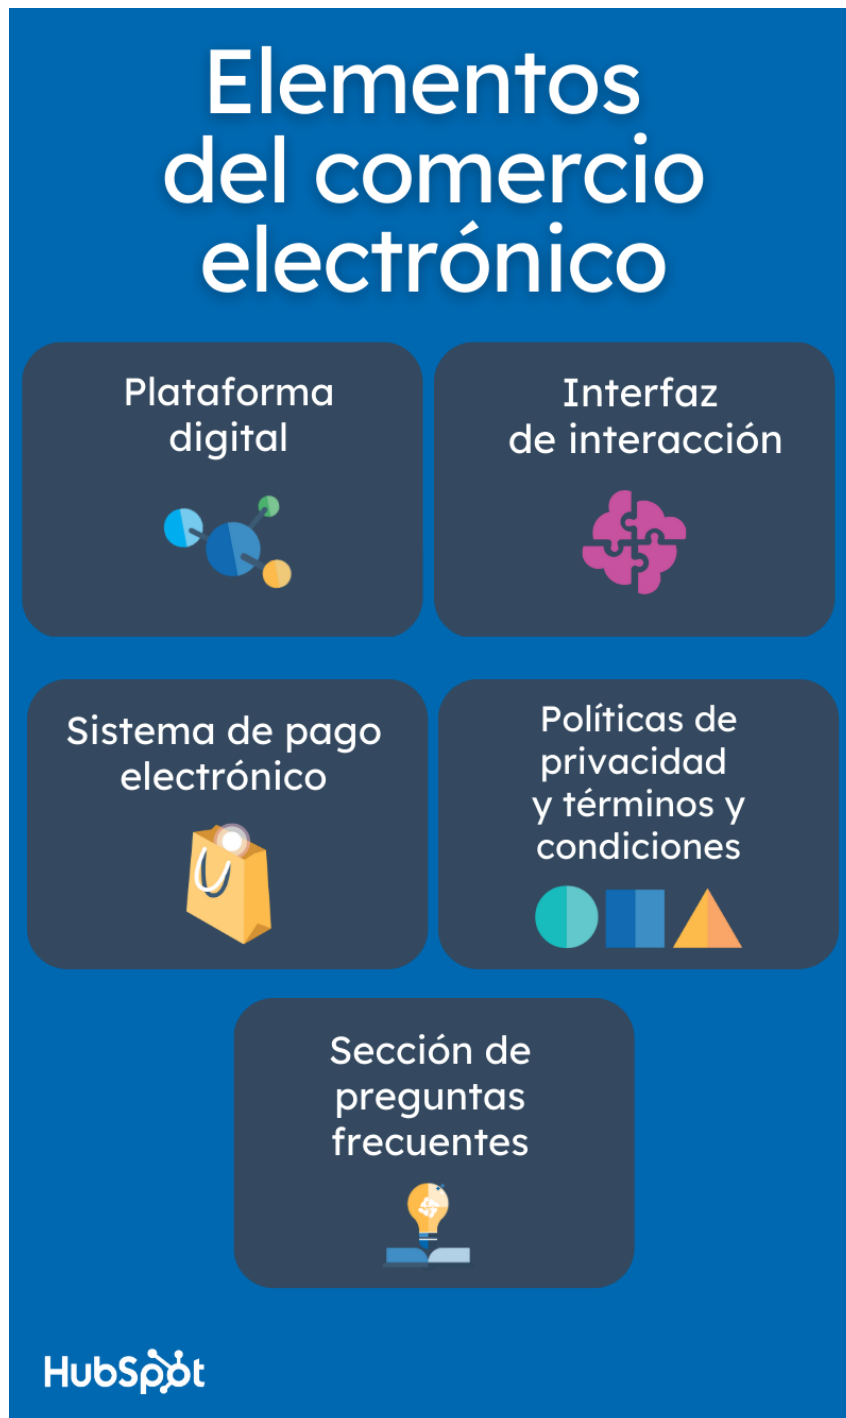 Elementos
del comercio
electrónico
Plataforma
digital
Interfaz
de interacción
Sistema de pago
electrónico
Políticas de
privacidad
y términos y
condiciones
Sección de
preguntas
frecuentes
HubSpot